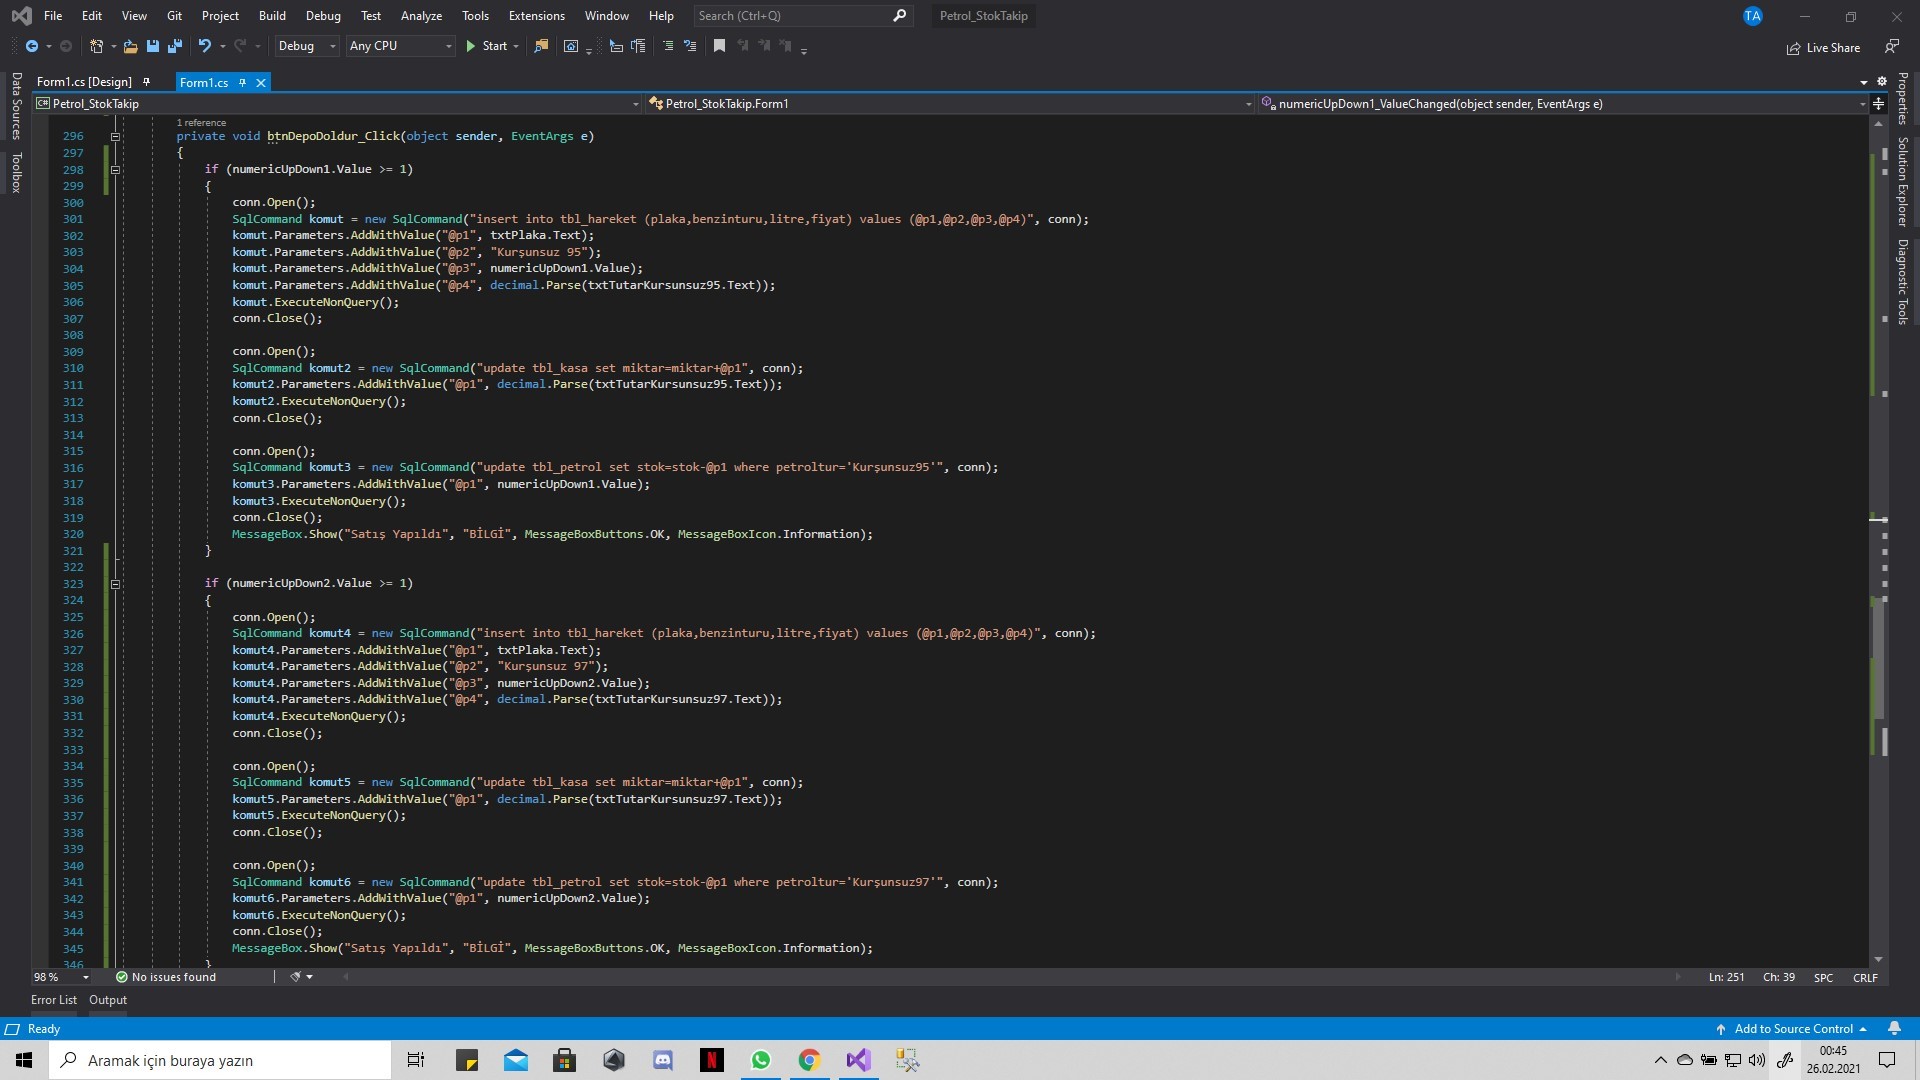 File Edit View Git Project Build Debug Test Analyze Tools Extensions Window Help Search (Ctrl+Q) Petrol_StokTakip TA
Debug Any CPU Start Live Share
Form1.cs [Design] Form1.cs
Petrol_StokTakip Petrol_StokTakip.Form1 numericUpDown1_ValueChanged(object sender, EventArgs e)
Data Sources
Toolbox
Properties
Solution Explorer
Diagnostic Tools
1 reference
296 private void btnDepoDoldur_Click(object sender, EventArgs e)
297 {
298 if (numericUpDown1.Value >= 1)
299 {
300 conn.Open();
301 SqlCommand komut = new SqlCommand("insert into tbl_hareket (plaka,benzinturu,litre,fiyat) values (@p1,@p2,@p3,@p4)", conn);
302 komut.Parameters.AddWithValue("@p1", txtPlaka.Text);
303 komut.Parameters.AddWithValue("@p2", "Kurşunsuz 95");
304 komut.Parameters.AddWithValue("@p3", numericUpDown1.Value);
305 komut.Parameters.AddWithValue("@p4", decimal.Parse(txtTutarKursunsuz95.Text));
306 komut.ExecuteNonQuery();
307 conn.Close();
308
309 conn.Open();
310 SqlCommand komut2 = new SqlCommand("update tbl_kasa set miktar=miktar+@p1", conn);
311 komut2.Parameters.AddWithValue("@p1", decimal.Parse(txtTutarKursunsuz95.Text));
312 komut2.ExecuteNonQuery();
313 conn.Close();
314
315 conn.Open();
316 SqlCommand komut3 = new SqlCommand("update tbl_petrol set stok=stok-@p1 where petroltur='Kurşunsuz95'", conn);
317 komut3.Parameters.AddWithValue("@p1", numericUpDown1.Value);
318 komut3.ExecuteNonQuery();
319 conn.Close();
320 MessageBox.Show("Satış Yapıldı", "BİLGİ", MessageBoxButtons.OK, MessageBoxIcon.Information);
321 }
322
323 if (numericUpDown2.Value >= 1)
324 {
325 conn.Open();
326 SqlCommand komut4 = new SqlCommand("insert into tbl_hareket (plaka,benzinturu,litre,fiyat) values (@p1,@p2,@p3,@p4)", conn);
327 komut4.Parameters.AddWithValue("@p1", txtPlaka.Text);
328 komut4.Parameters.AddWithValue("@p2", "Kurşunsuz 97");
329 komut4.Parameters.AddWithValue("@p3", numericUpDown2.Value);
330 komut4.Parameters.AddWithValue("@p4", decimal.Parse(txtTutarKursunsuz97.Text));
331 komut4.ExecuteNonQuery();
332 conn.Close();
333
334 conn.Open();
335 SqlCommand komut5 = new SqlCommand("update tbl_kasa set miktar=miktar+@p1", conn);
336 komut5.Parameters.AddWithValue("@p1", decimal.Parse(txtTutarKursunsuz97.Text));
337 komut5.ExecuteNonQuery();
338 conn.Close();
339
340 conn.Open();
341 SqlCommand komut6 = new SqlCommand("update tbl_petrol set stok=stok-@p1 where petroltur='Kurşunsuz97'", conn);
342 komut6.Parameters.AddWithValue("@p1", numericUpDown2.Value);
343 komut6.ExecuteNonQuery();
344 conn.Close();
345 MessageBox.Show("Satış Yapıldı", "BİLGİ", MessageBoxButtons.OK, MessageBoxIcon.Information);
346 }
98 % No issues found Ln: 251 Ch: 39 SPC CRLF
Error List Output
Ready Add to Source Control
Aramak için buraya yazın
00:45
26.02.2021